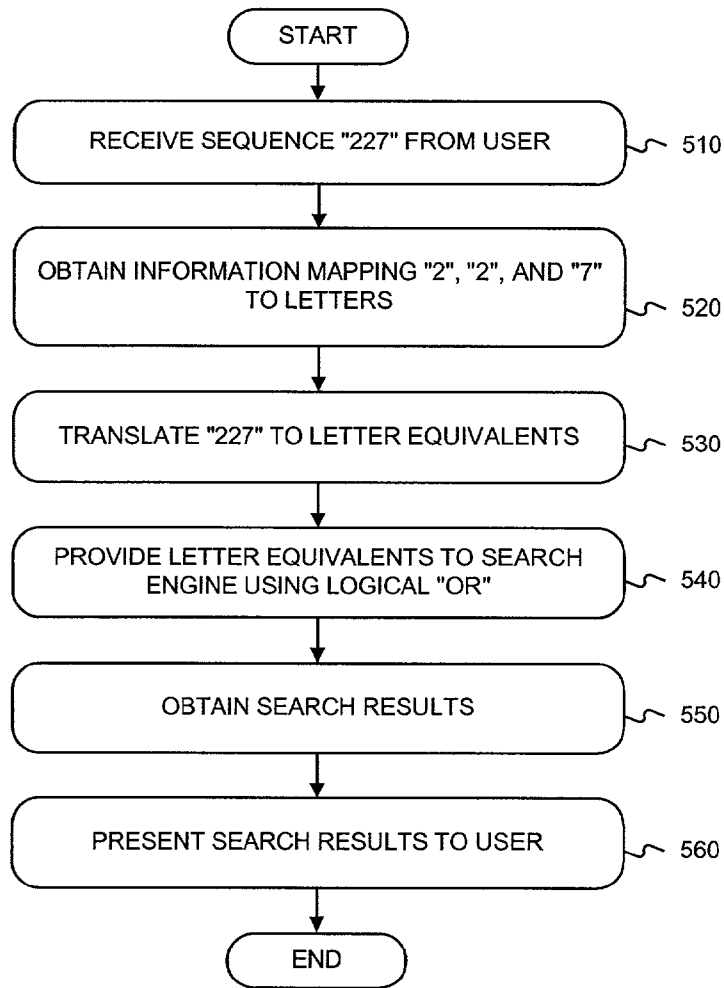 START
RECEIVE SEQUENCE "227" FROM USER
510
OBTAIN INFORMATION MAPPING "2", "2", AND "7"
TO LETTERS
520
TRANSLATE "227" TO LETTER EQUIVALENTS
530
PROVIDE LETTER EQUIVALENTS TO SEARCH
ENGINE USING LOGICAL "OR"
540
OBTAIN SEARCH RESULTS
550
PRESENT SEARCH RESULTS TO USER
560
END